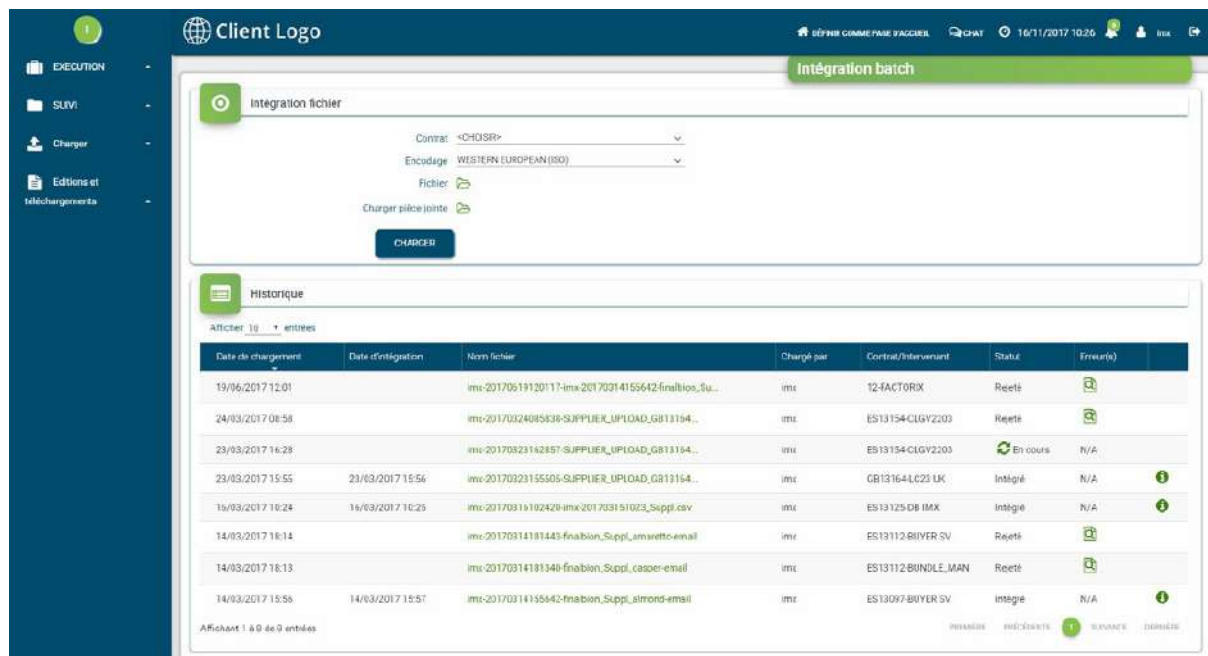 Client Logo
DÉFINIR COMME PAGE D'ACCUEIL CHAT 16/11/2017 10:26 imx
EXECUTION
SUIVI
Charger
Editions et
téléchargements
Intégration batch
Intégration fichier
Contrat <CHOISIR>
Encodage WESTERN EUROPEAN (ISO)
Fichier
Charger pièce jointe
CHARGER
Historique
Afficher 10 entrées
Date de chargement Date d'intégration Nom fichier Chargé par Contrat/Intervenant Statut Erreur(s)
19/06/2017 12:01 imx-20170619120117-imx-20170314155642-finalbion_Su... imx 12-FACTORIX Rejeté
24/03/2017 08:58 imx-20170324085838-SUPPLIER_UPLOAD_GB13164... imx ES13154-CLGY2203 Rejeté
23/03/2017 16:28 imx-20170323162857-SUPPLIER_UPLOAD_GB13164... imx ES13154-CLGY2203 En cours N/A
23/03/2017 15:55 23/03/2017 15:56 imx-20170323155505-SUPPLIER_UPLOAD_GB13164... imx GB13164-LC23 UK Intégré N/A
16/03/2017 10:24 16/03/2017 10:25 imx-20170316102420-imx-201703151023_Suppl.csv imx ES13125-DB IMX Intégré N/A
14/03/2017 18:14 imx-20170314181443-finalbion_Suppl_amaretto-email imx ES13112-BUYER SV Rejeté
14/03/2017 18:13 imx-20170314181340-finalbion_Suppl_casper-email imx ES13112-BUNDLE_MAN Rejeté
14/03/2017 15:56 14/03/2017 15:57 imx-20170314155642-finalbion_Suppl_almond-email imx ES13097-BUYER SV Intégré N/A
Affichant 1 à 8 de 8 entrées PREMIÈRE PRÉCÉDENTE 1 SUIVANTE DERNIÈRE